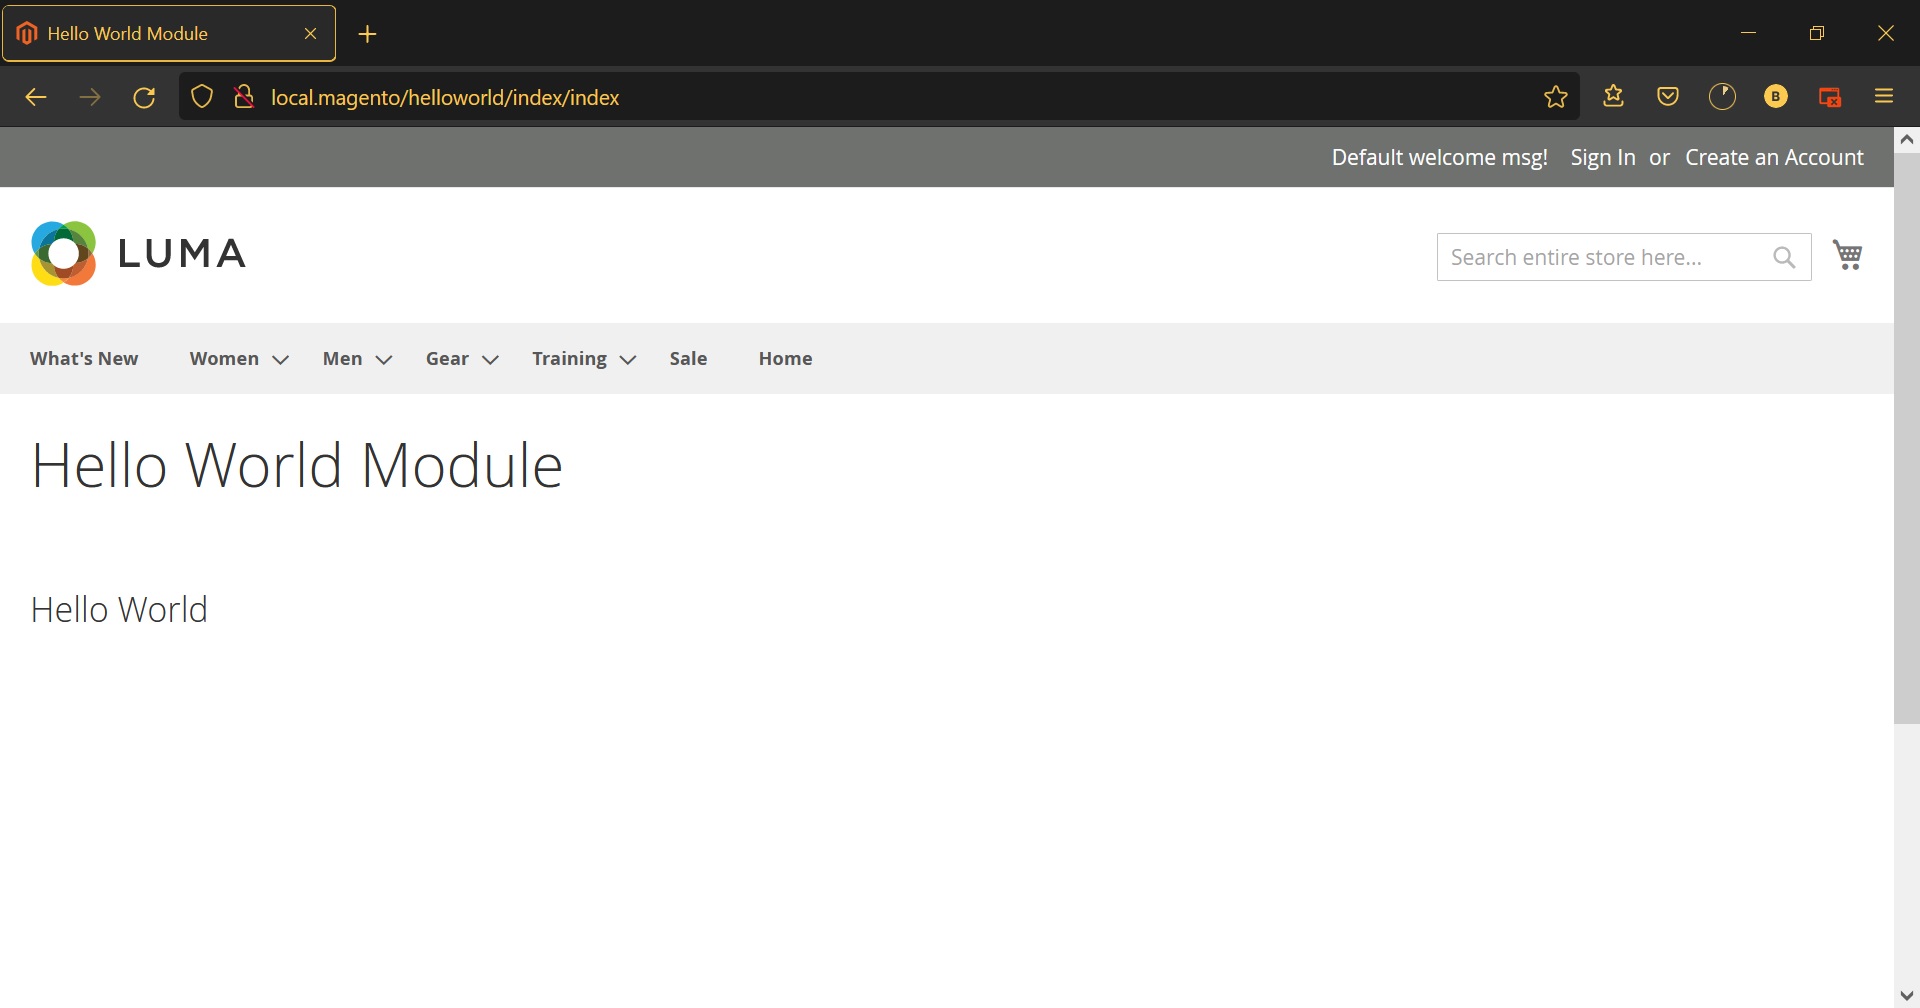 Hello World Module
local.magento/helloworld/index/index
B
Default welcome msg! Sign In or Create an Account
LUMA
Search entire store here...
What's New Women Men Gear Training Sale Home
Hello World Module
Hello World